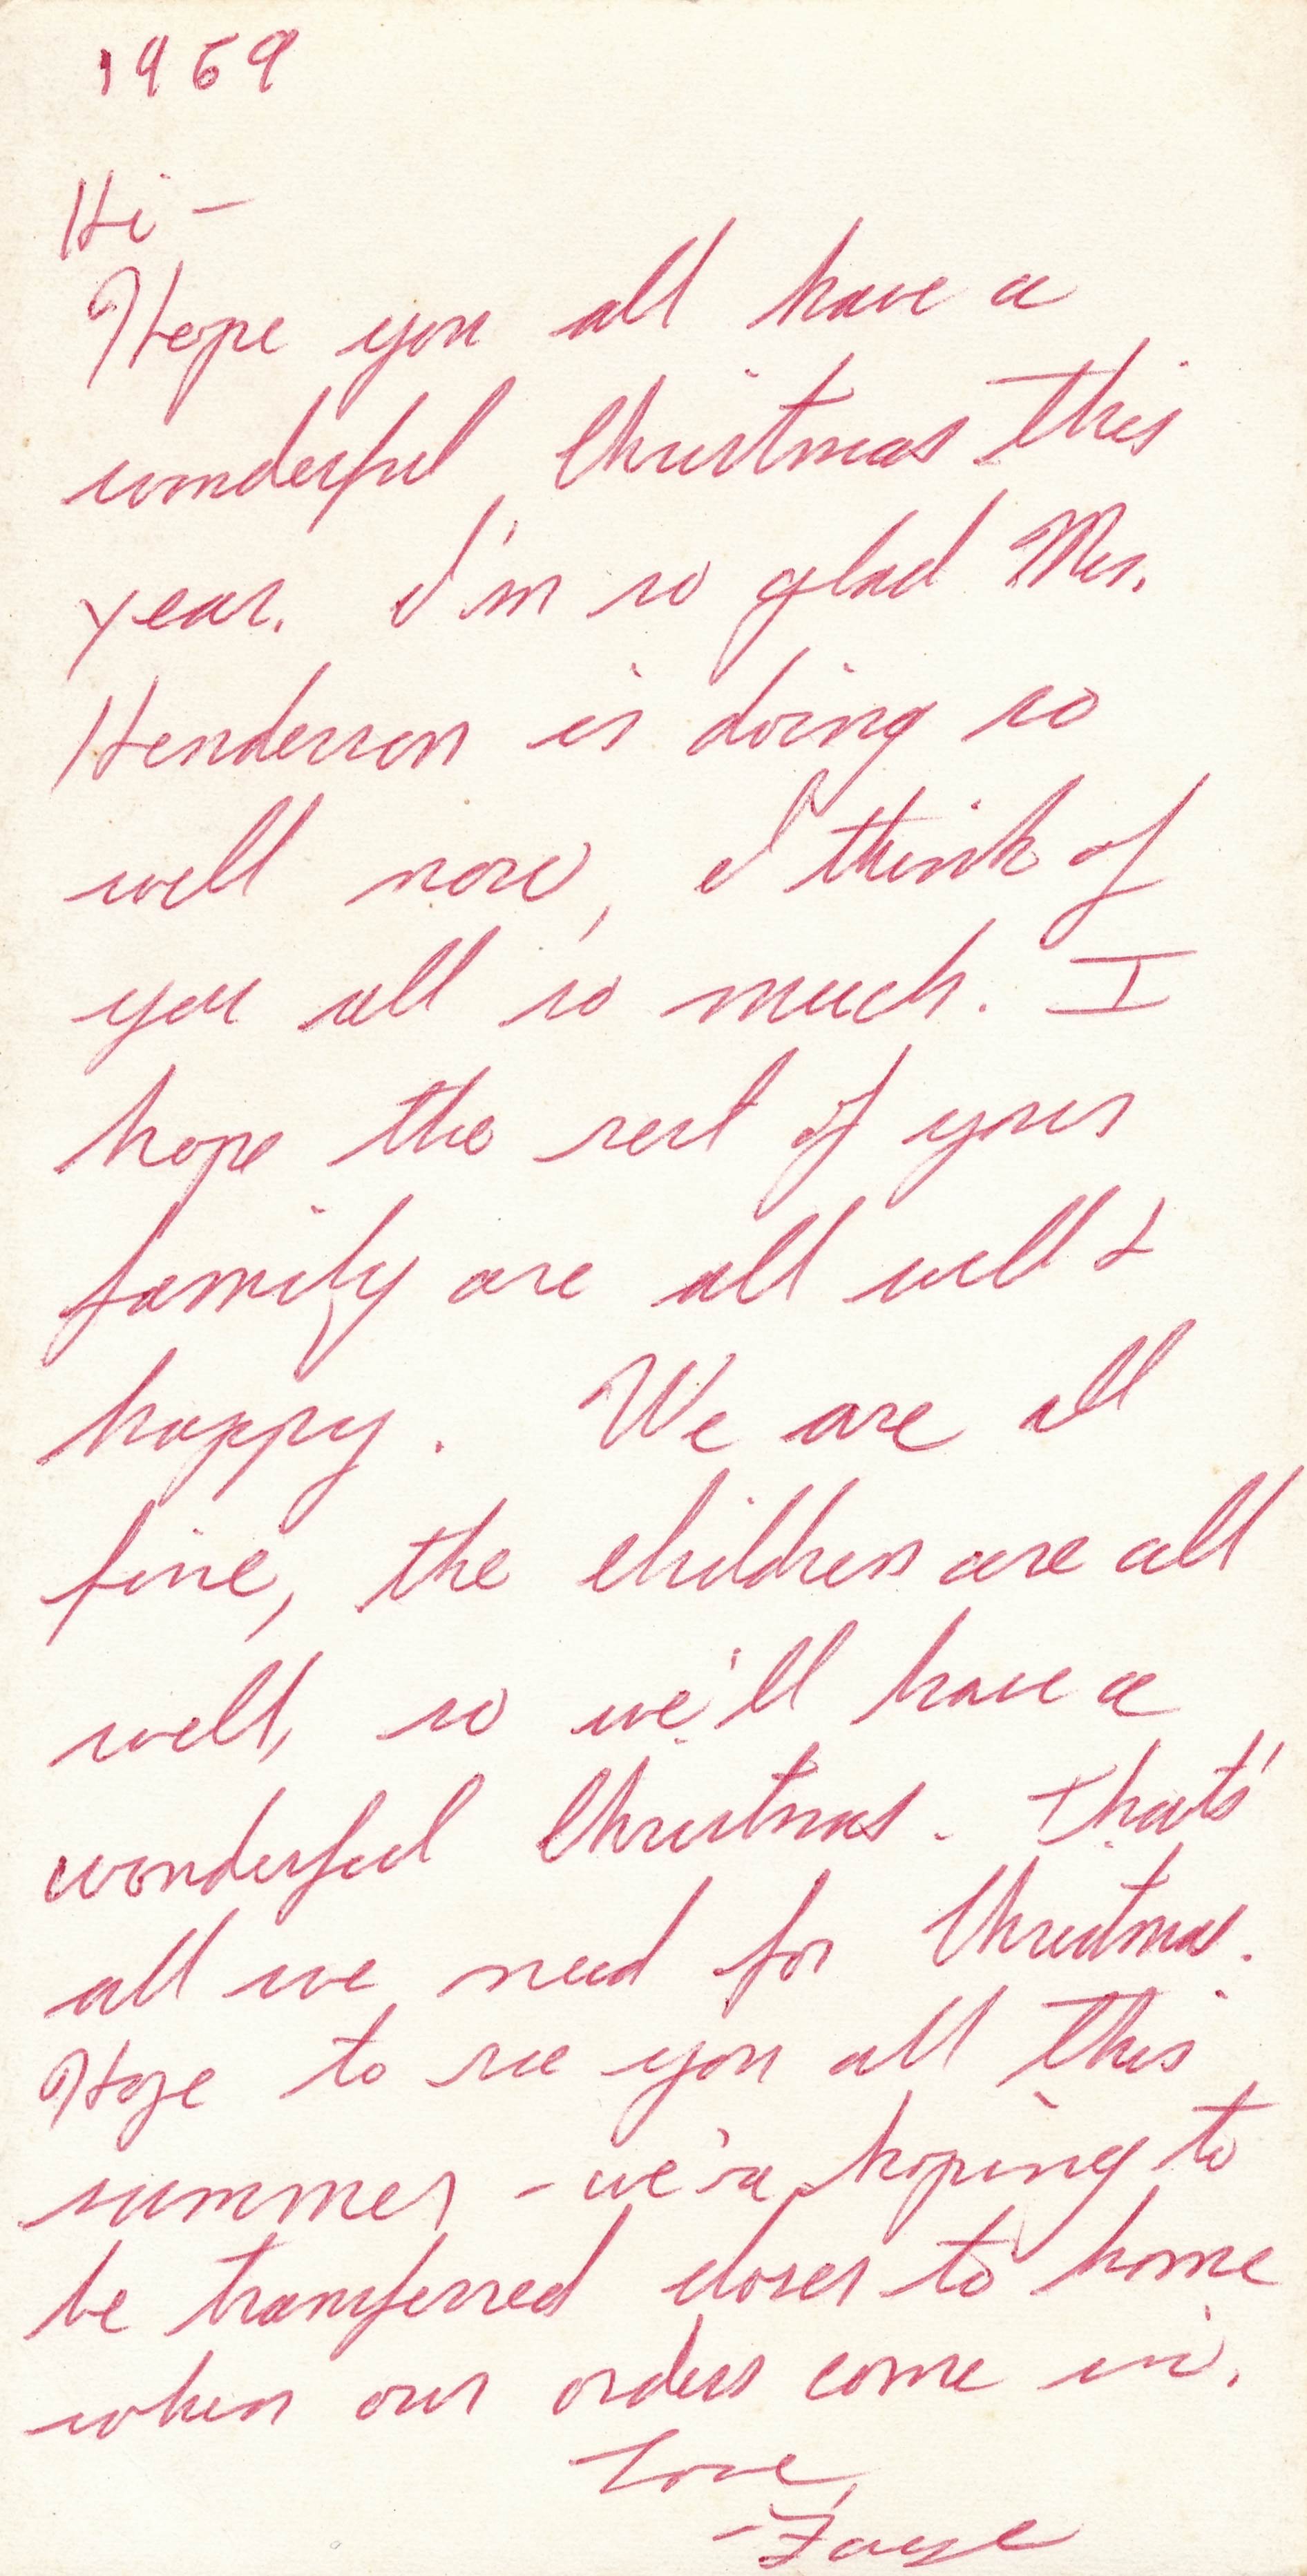 1969
Hi -
Hope you all have a
wonderful Christmas this
year. I'm so glad Mrs.
Henderson is doing so
well now, I think of
you all so much. I
hope the rest of your
family are all well &
happy. We are all
fine, the children are all
well, so we'll have a
wonderful Christmas. That's
all we need for Christmas.
Hope to see you all this
summer - we're hoping to
be transferred closer to home
when our orders come in.
Love,
- Faye